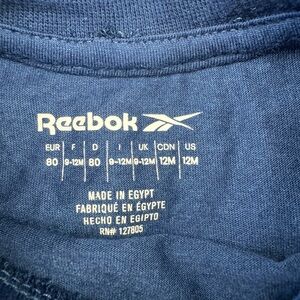 Reebok
EUR | F | D | I | UK | CDN | US
80 | 9-12M | 80 | 9-12M | 9-12M | 12M | 12M
MADE IN EGYPT
FABRIQUÉ EN ÉGYPTE
HECHO EN EGIPTO
RN# 127805